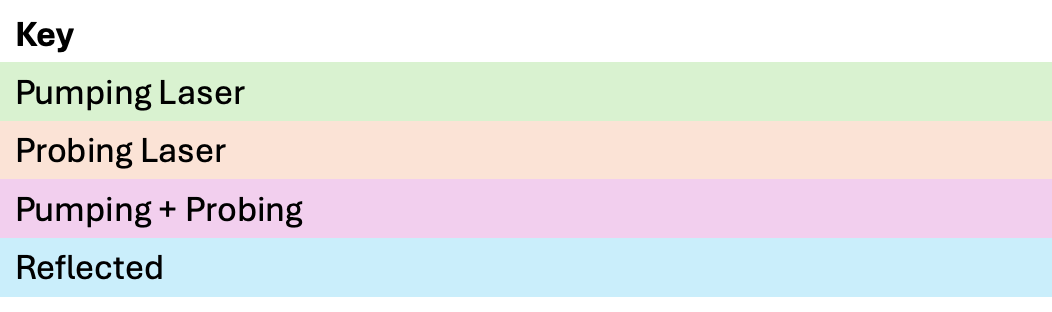 Key
Pumping Laser
Probing Laser
Pumping + Probing
Reflected